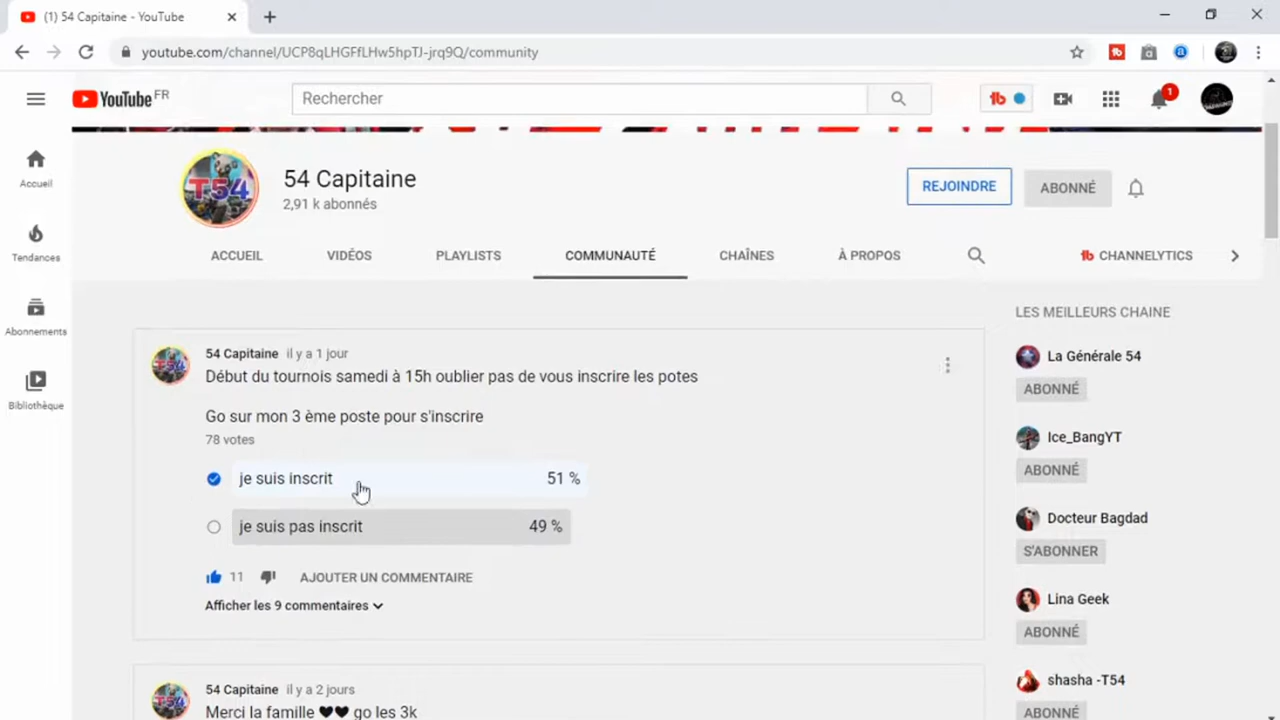 (1) 54 Capitaine - YouTube
youtube.com/channel/UCP8qLHGFfLHw5hpTJ-jrq9Q/community
YouTube FR
Rechercher
1
T54
54 Capitaine
2,91 k abonnés
REJOINDRE
ABONNÉ
ACCUEIL VIDÉOS PLAYLISTS COMMUNAUTÉ CHAÎNES À PROPOS CHANNELYTICS
Accueil
Tendances
Abonnements
Bibliothèque
54 Capitaine il y a 1 jour
Début du tournois samedi à 15h oublier pas de vous inscrire les potes
Go sur mon 3 ème poste pour s'inscrire
78 votes
je suis inscrit 51 %
je suis pas inscrit 49 %
11 AJOUTER UN COMMENTAIRE
Afficher les 9 commentaires
54 Capitaine il y a 2 jours
Merci la famille 🖤🖤 go les 3k
LES MEILLEURS CHAINE
La Générale 54
ABONNÉ
Ice_BangYT
ABONNÉ
Docteur Bagdad
S'ABONNER
Lina Geek
ABONNÉ
shasha -T54
ABONNÉ